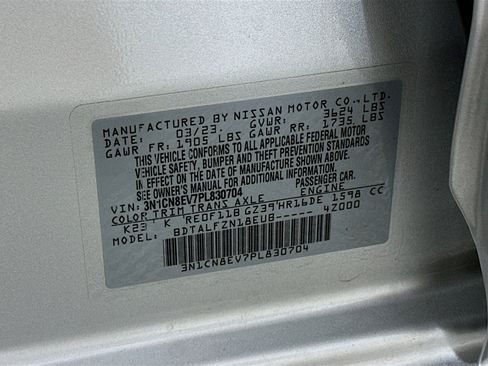 MANUFACTURED BY NISSAN MOTOR CO., LTD.
DATE: 03/23. GVWR: 3624 LBS
GAWR FR: 1905 LBS GAWR RR: 1735 LBS
THIS VEHICLE CONFORMS TO ALL APPLICABLE FEDERAL MOTOR
VEHICLE SAFETY, BUMPER AND THEFT PREVENTION STANDARDS
IN EFFECT ON THE DATE OF MANUFACTURE SHOWN ABOVE.
SEE OWNER'S MANUAL FOR ADDITIONAL INFORMATION.
VIN: 3N1CN8EV7PL830704 PASSENGER CAR
COLOR TRIM TRANS AXLE ENGINE
K23 K RE0F11B GZ39 HR16DE 1598 CC
MODEL: BDTALFZN18EUB----- 4Z000
3N1CN8EV7PL830704